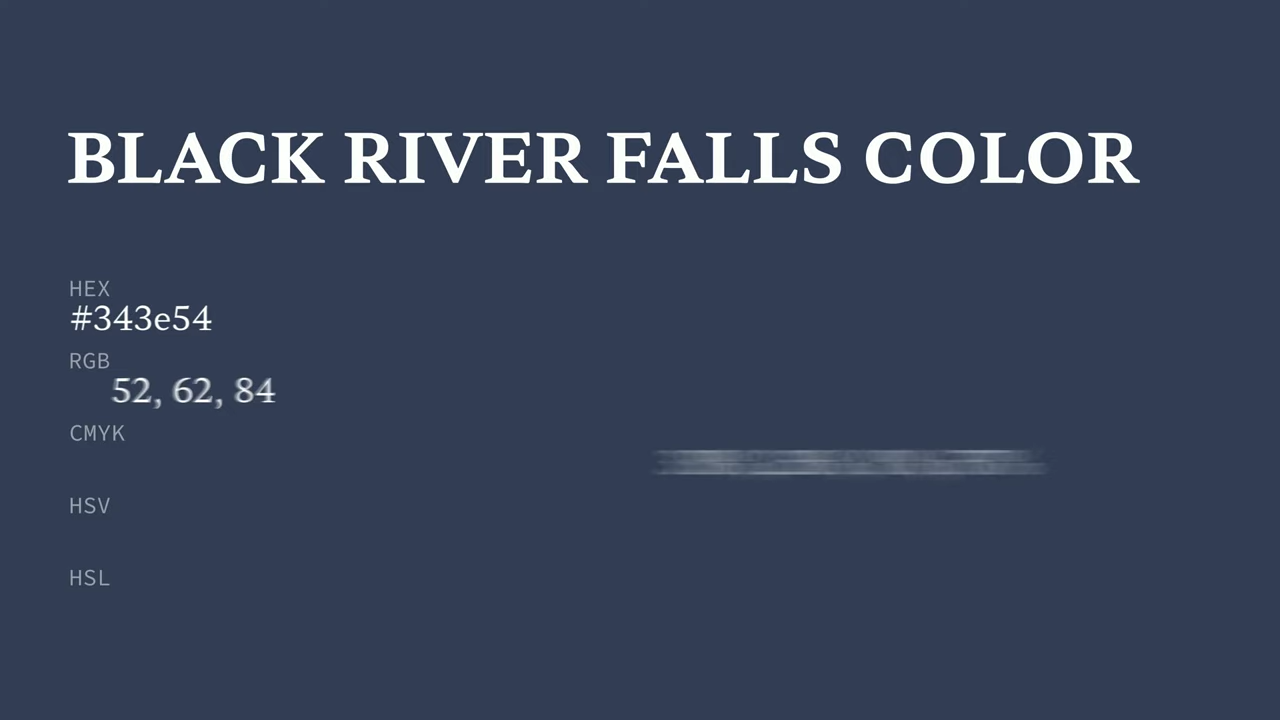 BLACK RIVER FALLS COLOR
HEX
#343e54
RGB
52, 62, 84
CMYK
HSV
HSL